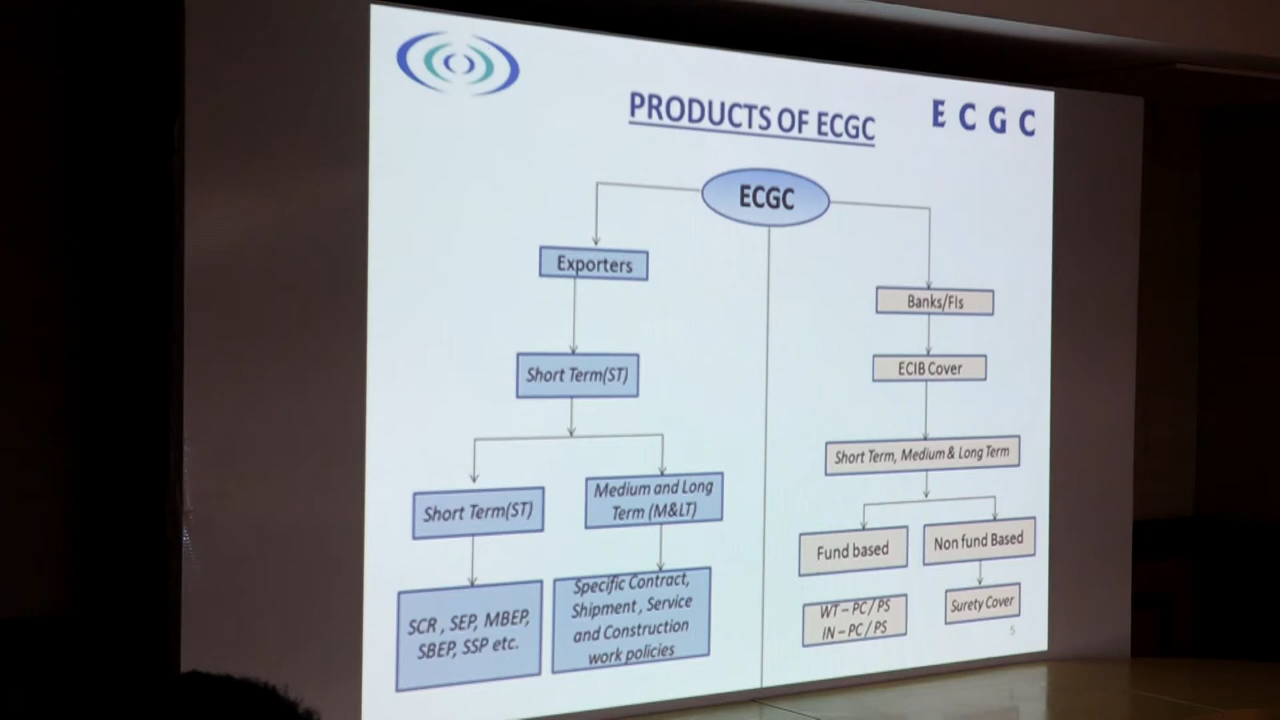 PRODUCTS OF ECGC
E C G C
ECGC
Exporters
Banks/FIs
Short Term(ST)
ECIB Cover
Short Term, Medium & Long Term
Short Term(ST)
Medium and Long
Term (M&LT)
Fund based
Non fund Based
SCR , SEP, MBEP,
SBEP, SSP etc.
Specific Contract,
Shipment , Service
and Construction
work policies
WT – PC / PS
IN – PC / PS
Surety Cover
5